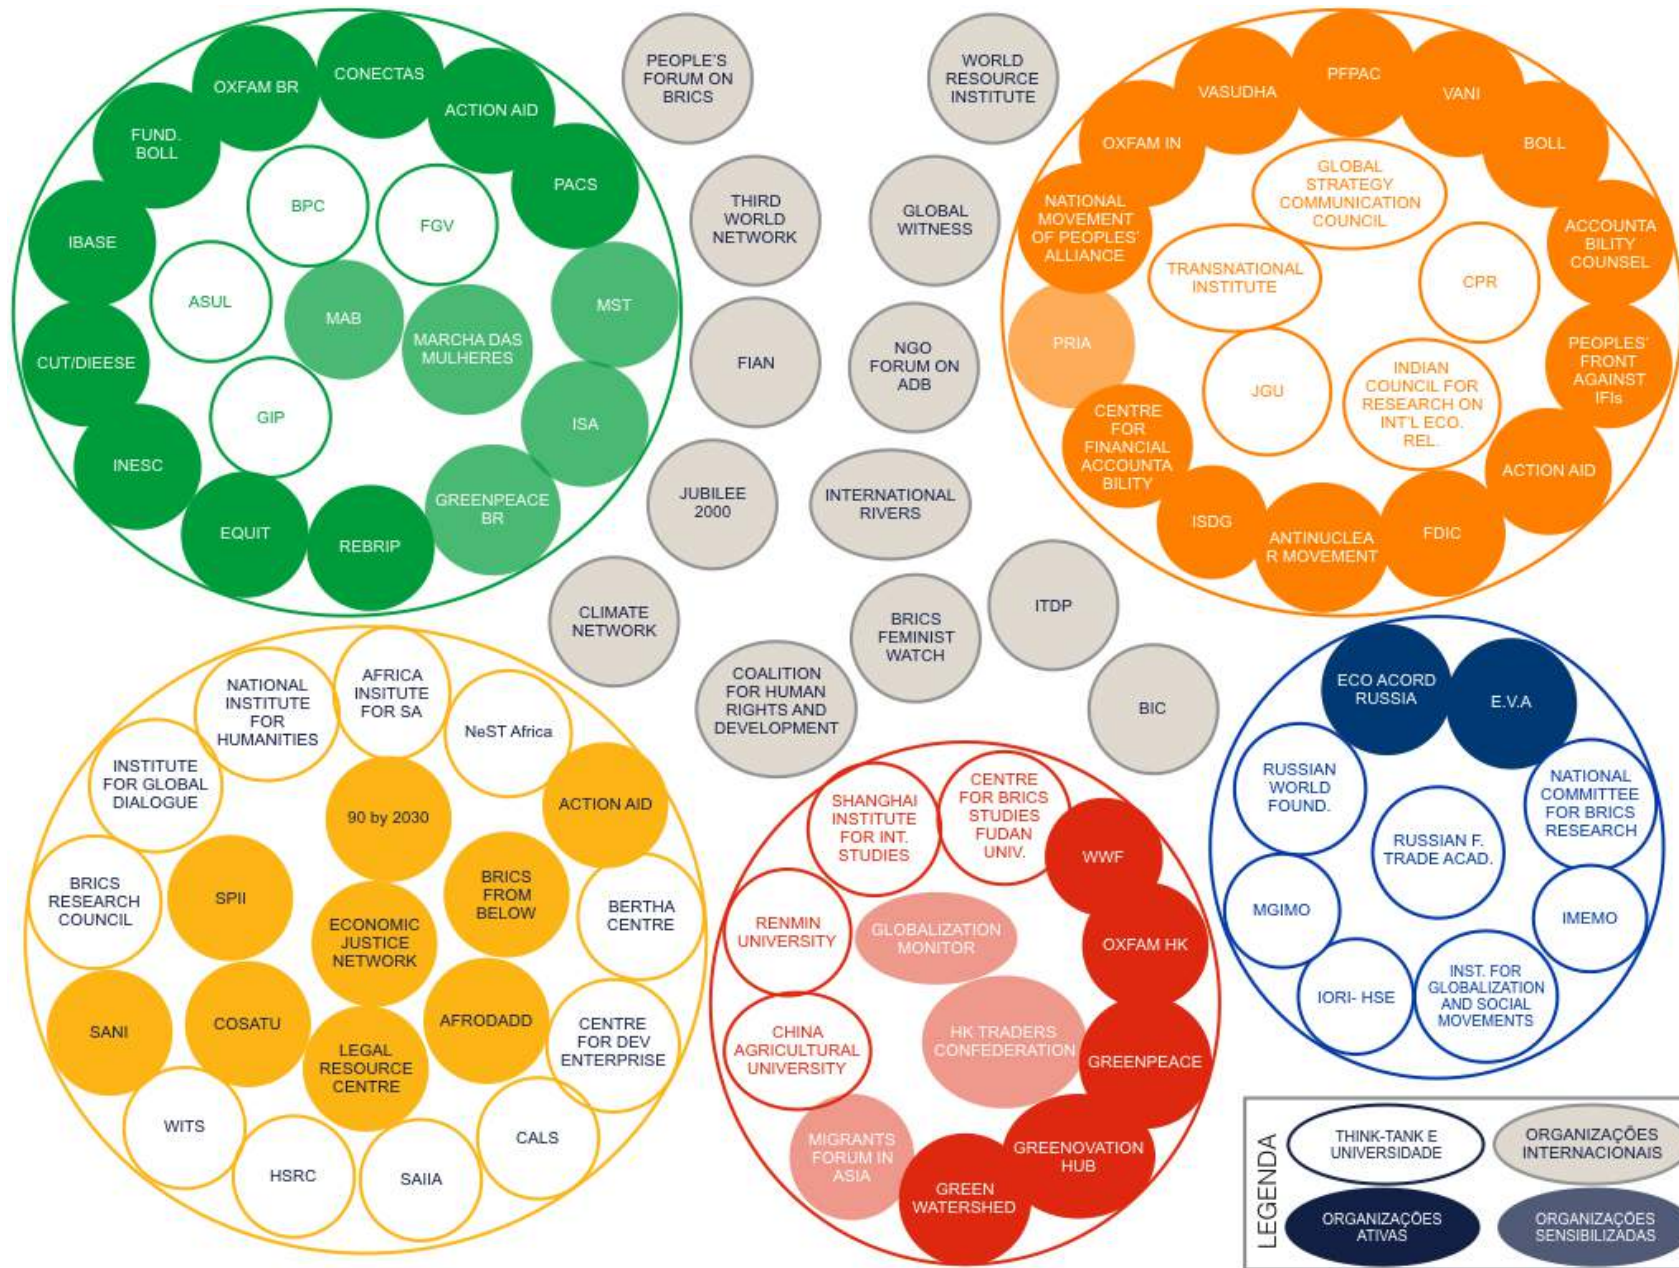 OXFAM BR
CONECTAS
ACTION AID
FUND.
BOLL
PACS
BPC
FGV
IBASE
ASUL
MAB
MARCHA DAS
MULHERES
MST
CUT/DIEESE
GIP
ISA
INESC
GREENPEACE
BR
EQUIT
REBRIP
PEOPLE'S
FORUM ON
BRICS
WORLD
RESOURCE
INSTITUTE
THIRD
WORLD
NETWORK
GLOBAL
WITNESS
FIAN
NGO
FORUM ON
ADB
JUBILEE
2000
INTERNATIONAL
RIVERS
CLIMATE
NETWORK
BRICS
FEMINIST
WATCH
ITDP
COALITION
FOR HUMAN
RIGHTS AND
DEVELOPMENT
BIC
VASUDHA
PFPAC
VANI
OXFAM IN
BOLL
GLOBAL
STRATEGY
COMMUNICATION
COUNCIL
NATIONAL
MOVEMENT
OF PEOPLES'
ALLIANCE
ACCOUNTA
BILITY
COUNSEL
TRANSNATIONAL
INSTITUTE
CPR
PRIA
PEOPLES'
FRONT
AGAINST
IFIs
JGU
INDIAN
COUNCIL FOR
RESEARCH ON
INT'L ECO.
REL.
CENTRE
FOR
FINANCIAL
ACCOUNTA
BILITY
ACTION AID
ISDG
ANTINUCLEA
R MOVEMENT
FDIC
NATIONAL
INSTITUTE
FOR
HUMANITIES
AFRICA
INSITUTE
FOR SA
NeST Africa
INSTITUTE
FOR GLOBAL
DIALOGUE
90 by 2030
ACTION AID
BRICS
RESEARCH
COUNCIL
SPII
BRICS
FROM
BELOW
BERTHA
CENTRE
ECONOMIC
JUSTICE
NETWORK
SANI
COSATU
AFRODADD
CENTRE
FOR DEV
ENTERPRISE
LEGAL
RESOURCE
CENTRE
WITS
CALS
HSRC
SAIIA
SHANGHAI
INSTITUTE
FOR INT.
STUDIES
CENTRE
FOR BRICS
STUDIES
FUDAN
UNIV.
WWF
RENMIN
UNIVERSITY
GLOBALIZATION
MONITOR
OXFAM HK
CHINA
AGRICULTURAL
UNIVERSITY
HK TRADERS
CONFEDERATION
GREENPEACE
MIGRANTS
FORUM IN
ASIA
GREENOVATION
HUB
GREEN
WATERSHED
ECO ACORD
RUSSIA
E.V.A
RUSSIAN
WORLD
FOUND.
NATIONAL
COMMITTEE
FOR BRICS
RESEARCH
RUSSIAN F.
TRADE ACAD.
MGIMO
IMEMO
IORI- HSE
INST. FOR
GLOBALIZATION
AND SOCIAL
MOVEMENTS
LEGENDA
THINK-TANK E
UNIVERSIDADE
ORGANIZAÇÕES
INTERNACIONAIS
ORGANIZAÇÕES
ATIVAS
ORGANIZAÇÕES
SENSIBILIZADAS